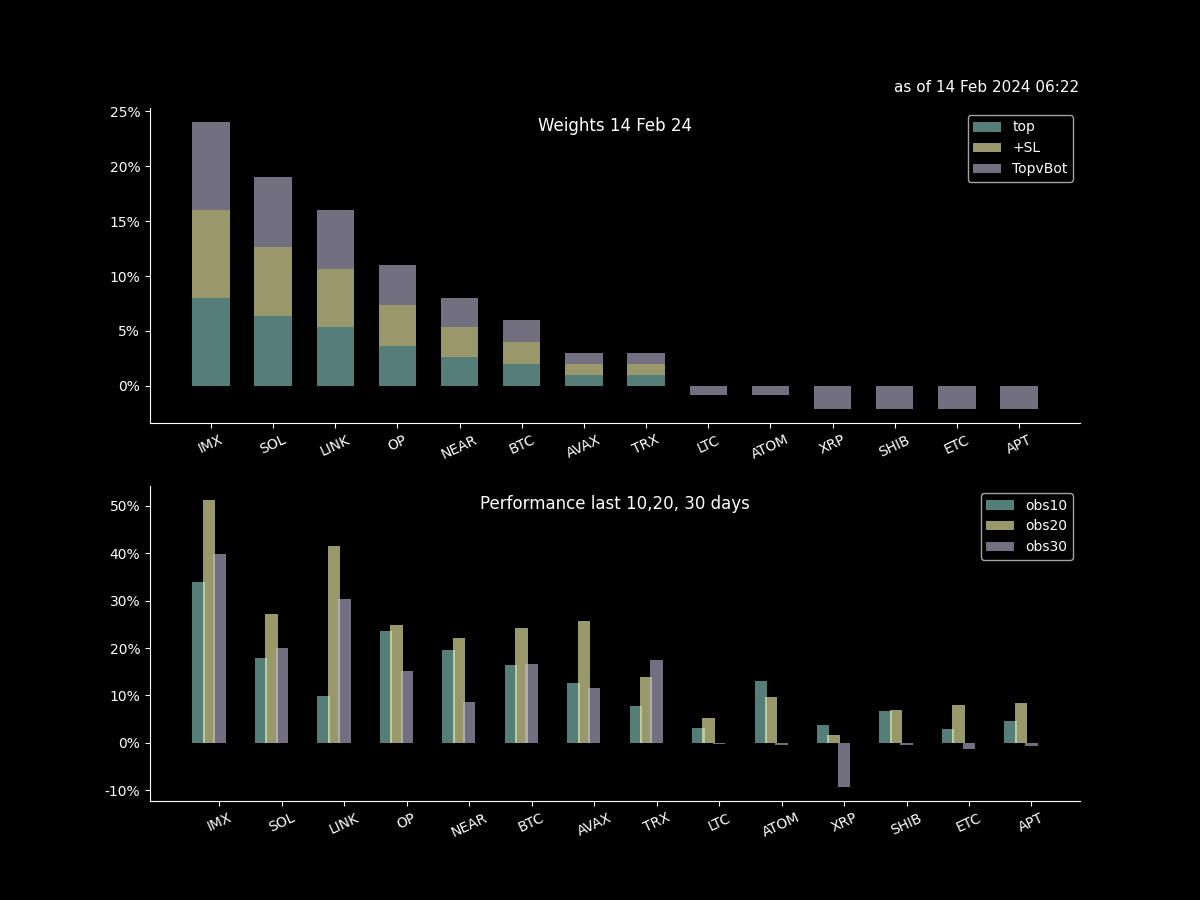 as of 14 Feb 2024 06:22
Weights 14 Feb 24
top
+SL
TopvBot
25%
20%
15%
10%
5%
0%
IMX SOL LINK OP NEAR BTC AVAX TRX LTC ATOM XRP SHIB ETC APT
Performance last 10,20, 30 days
obs10
obs20
obs30
50%
40%
30%
20%
10%
0%
-10%
IMX SOL LINK OP NEAR BTC AVAX TRX LTC ATOM XRP SHIB ETC APT